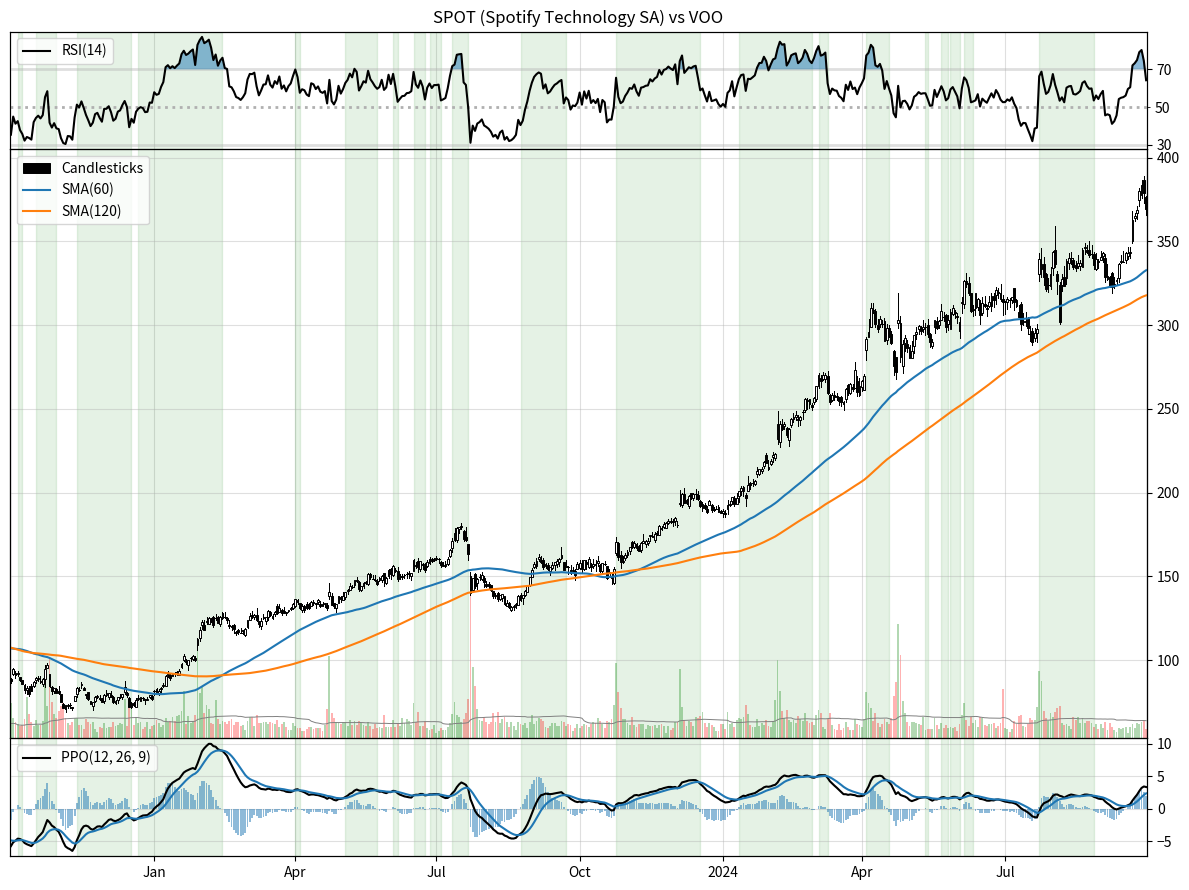 SPOT (Spotify Technology SA) vs VOO
RSI(14)
70
50
30
Candlesticks
SMA(60)
SMA(120)
400
350
300
250
200
150
100
PPO(12, 26, 9)
10
5
0
−5
Jan Apr Jul Oct 2024 Apr Jul